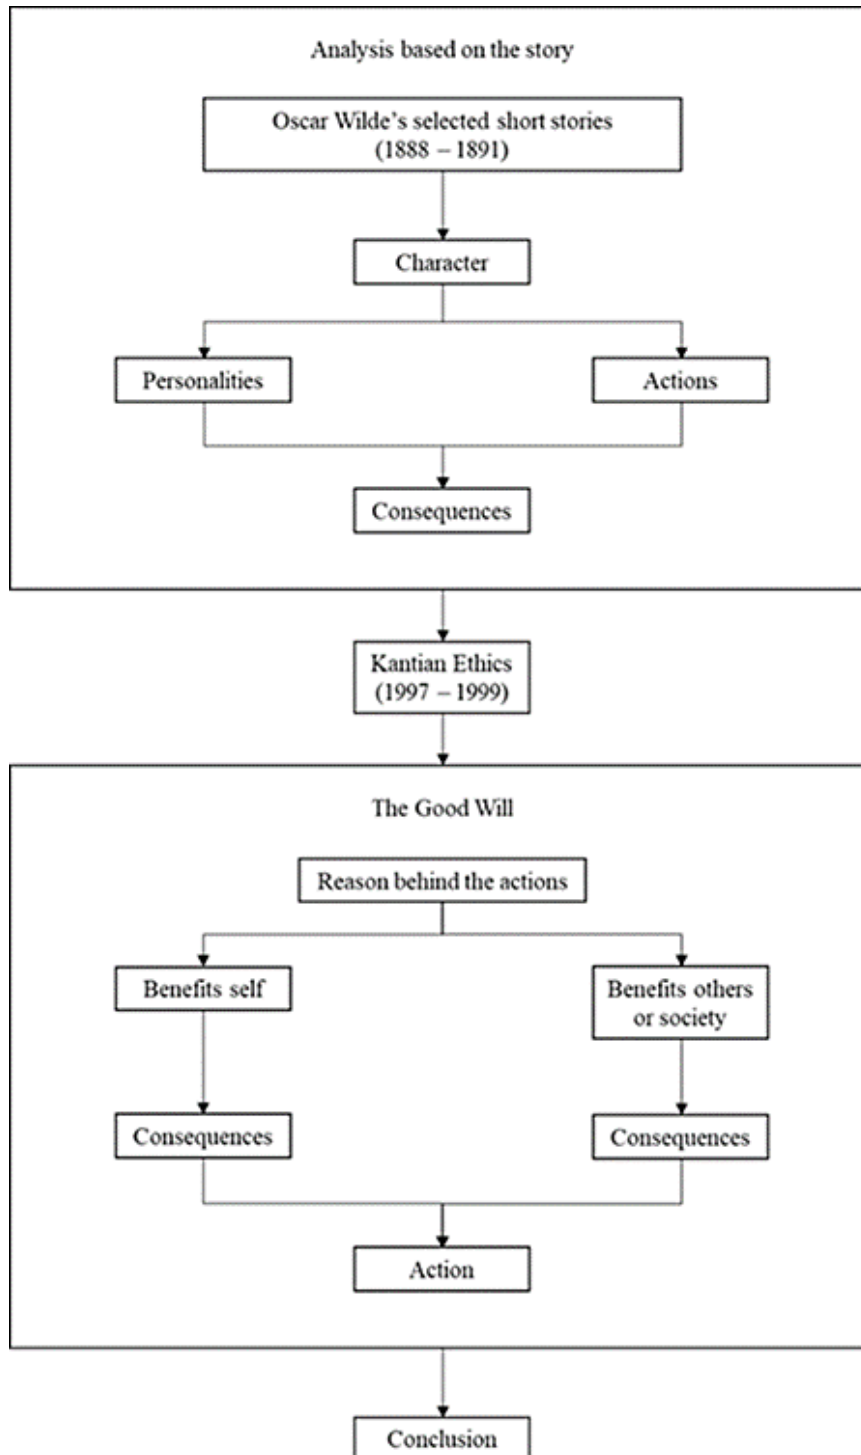 Analysis based on the story
Oscar Wilde's selected short stories
(1888 – 1891)
Character
Personalities
Actions
Consequences
Kantian Ethics
(1997 – 1999)
The Good Will
Reason behind the actions
Benefits self
Benefits others
or society
Consequences
Consequences
Action
Conclusion